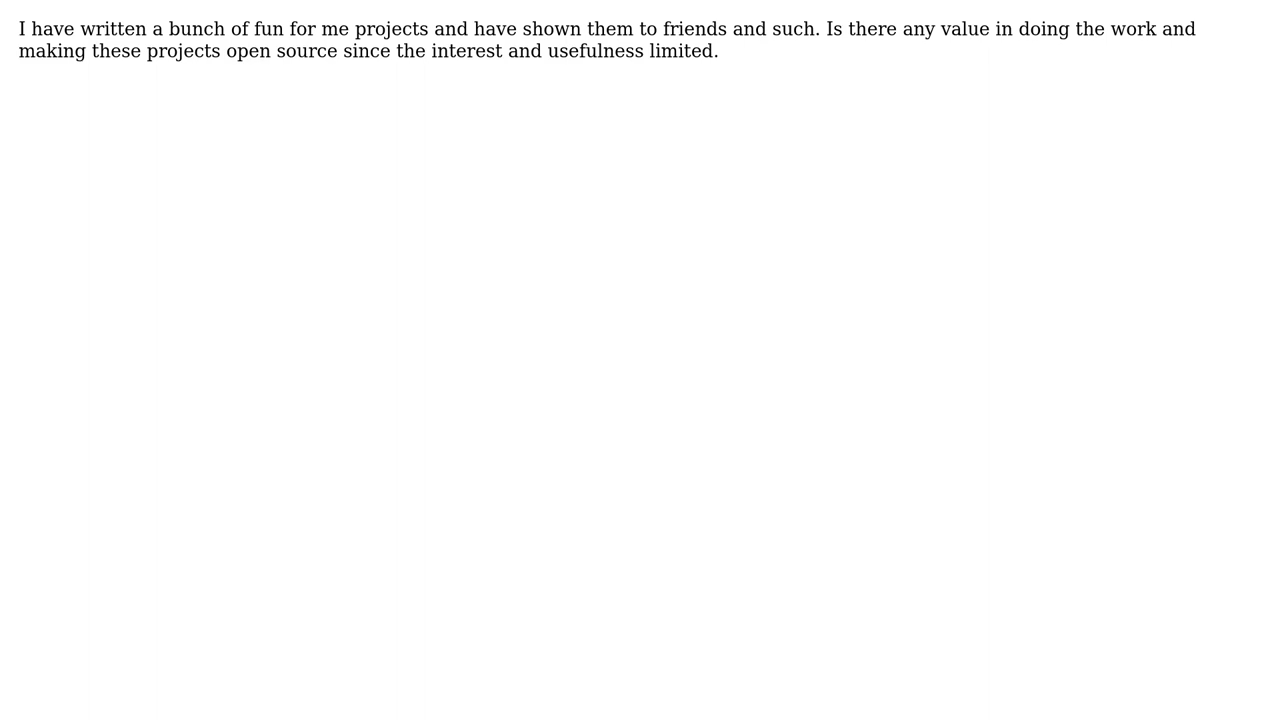 I have written a bunch of fun for me projects and have shown them to friends and such. Is there any value in doing the work and
making these projects open source since the interest and usefulness limited.